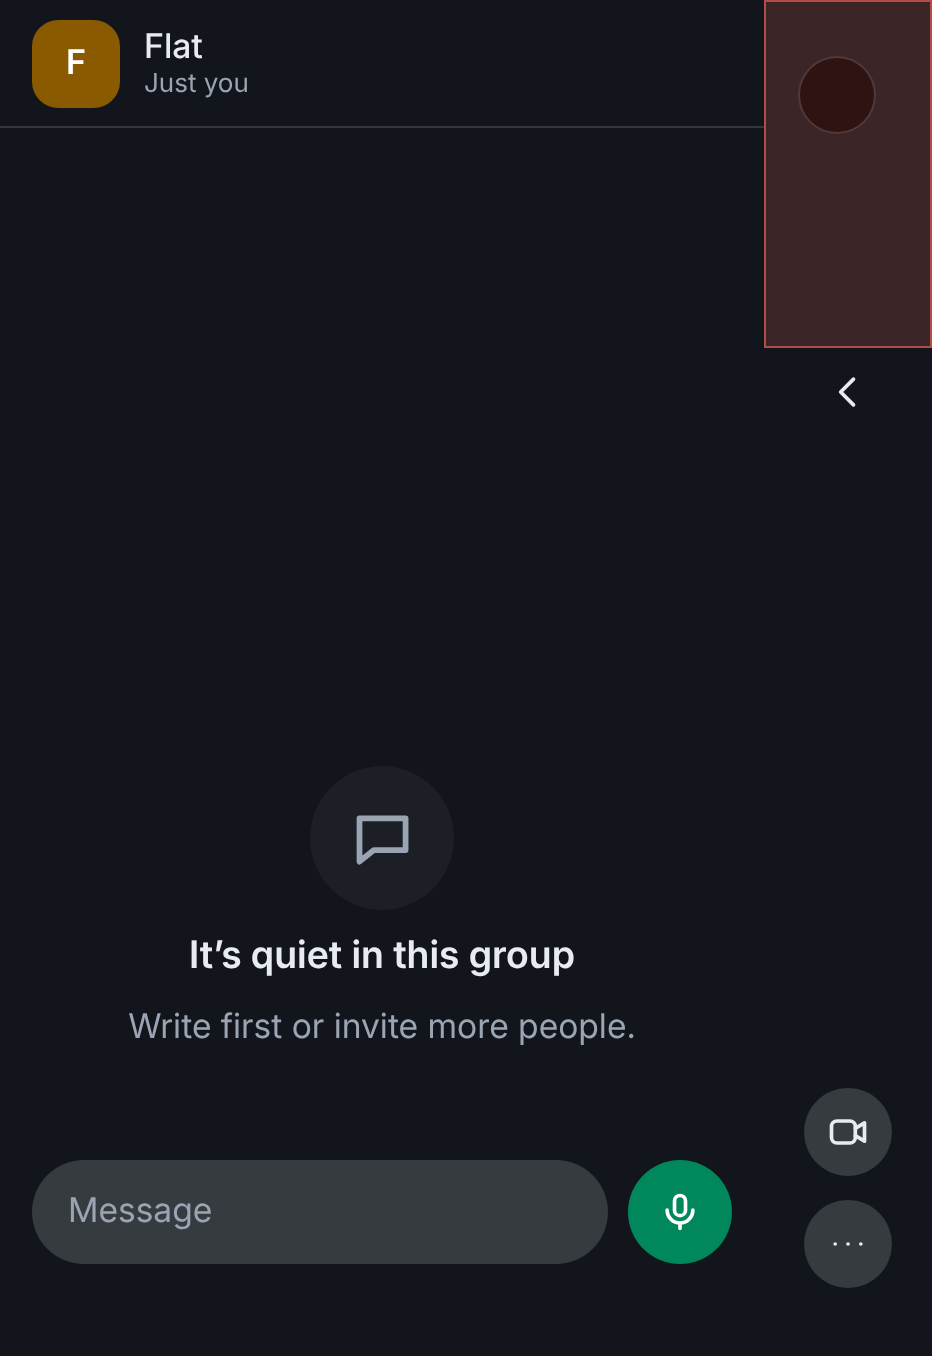 F
Flat
Just you
It’s quiet in this group
Write first or invite more people.
Message